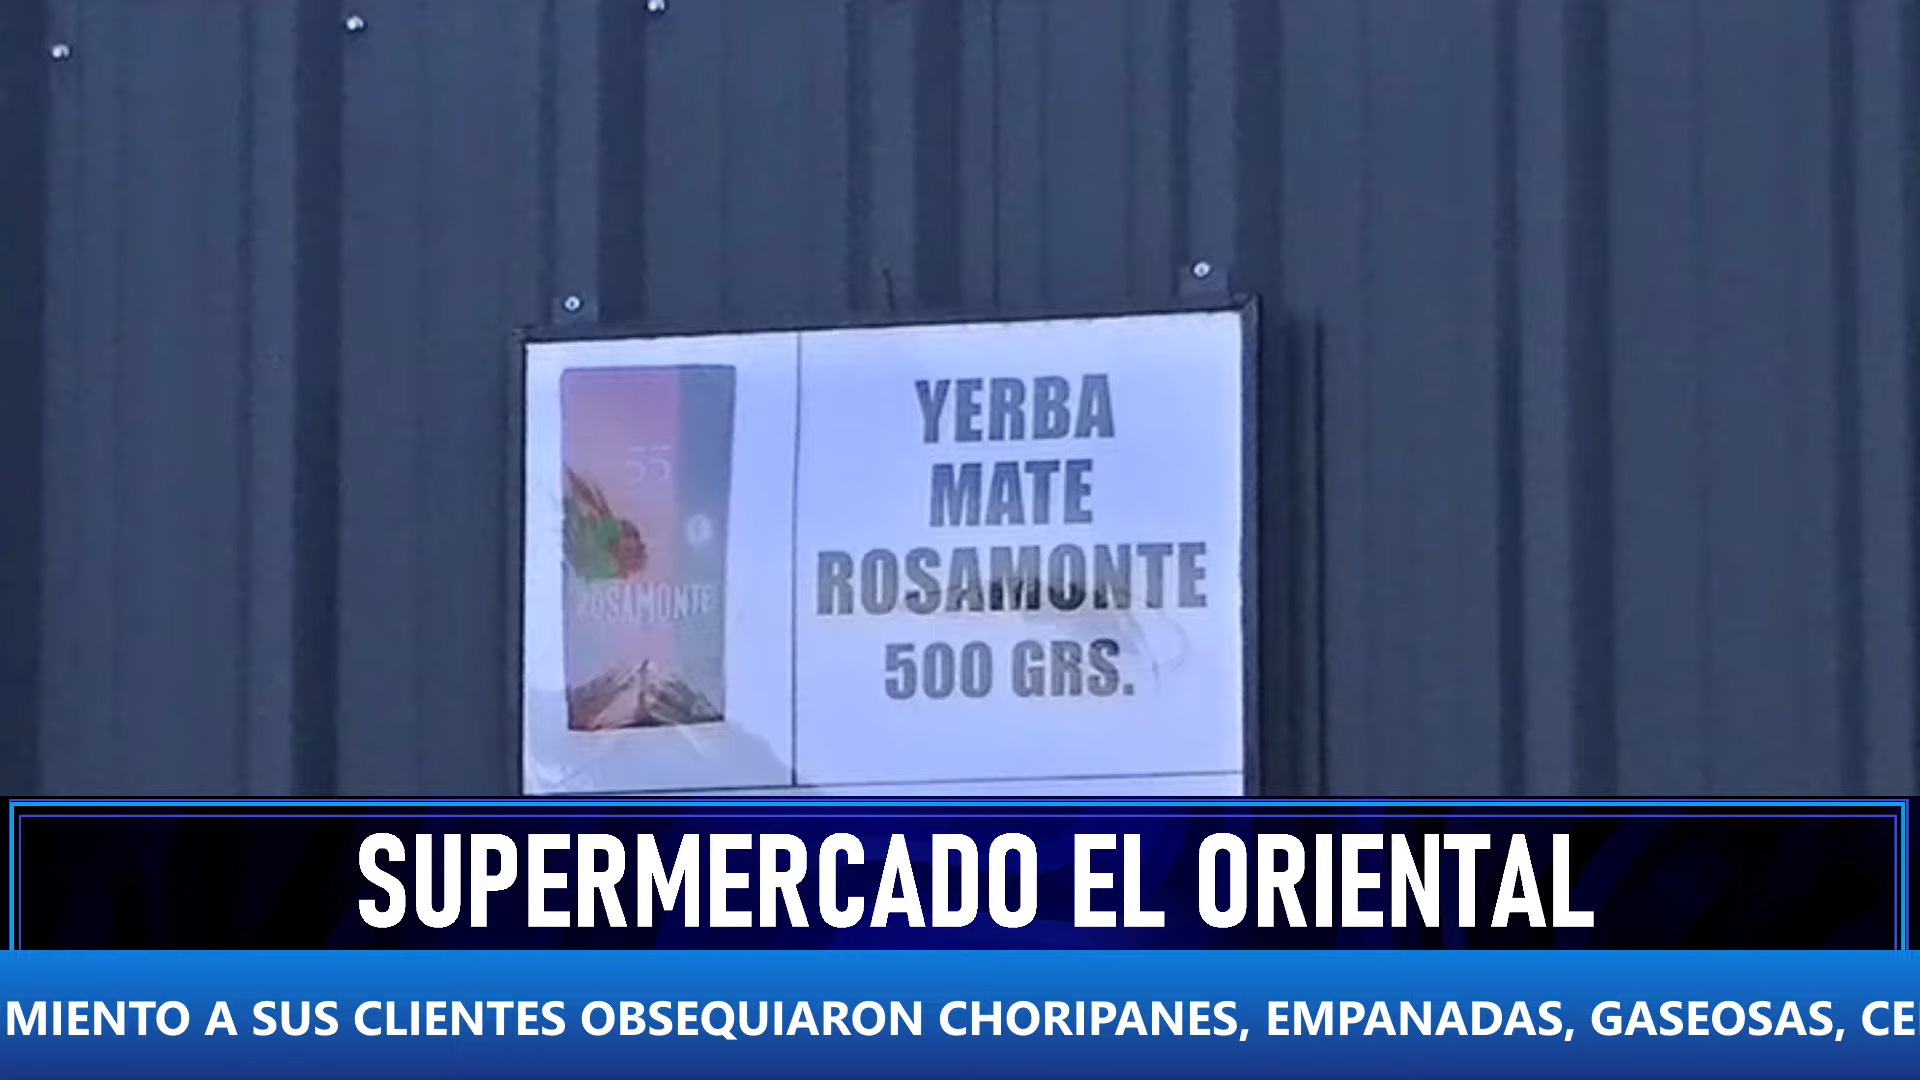 YERBA
MATE
ROSAMONTE
500 GRS.
ROSAMONTE
SUPERMERCADO EL ORIENTAL
MIENTO A SUS CLIENTES OBSEQUIARON CHORIPANES, EMPANADAS, GASEOSAS, CE